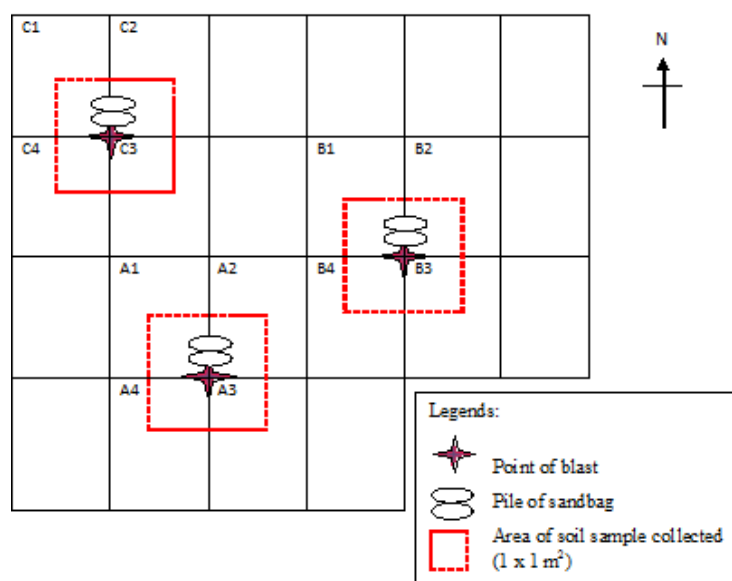 C1 C2
N
C4 C3 B1 B2
A1 A2 B4 B3
A4 A3
Legends:
Point of blast
Pile of sandbag
Area of soil sample collected
(1 x 1 m²)